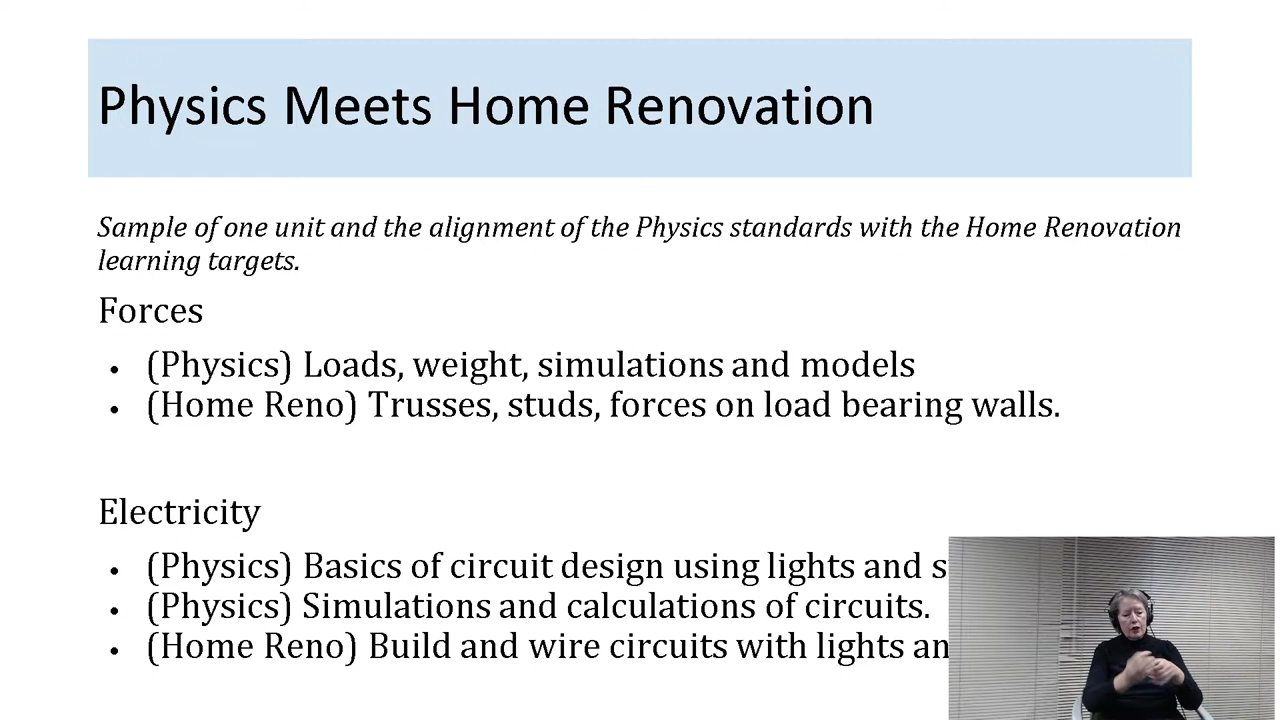 Physics Meets Home Renovation
Sample of one unit and the alignment of the Physics standards with the Home Renovation
learning targets.
Forces
• (Physics) Loads, weight, simulations and models
• (Home Reno) Trusses, studs, forces on load bearing walls.
Electricity
• (Physics) Basics of circuit design using lights and
• (Physics) Simulations and calculations of circuits.
• (Home Reno) Build and wire circuits with lights